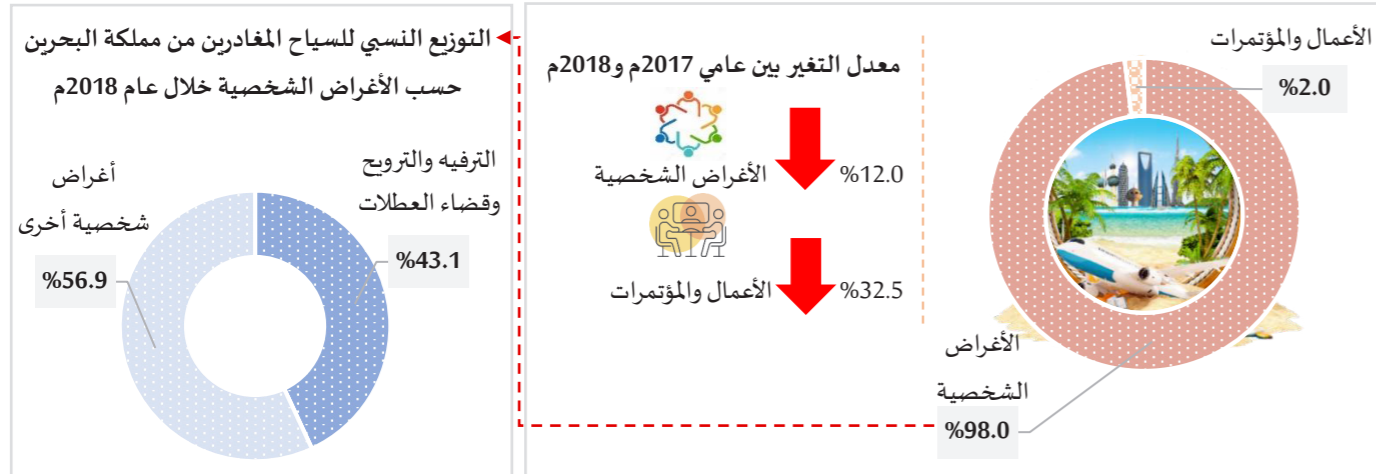 الأعمال والمؤتمرات
%2.0
الأغراض
الشخصية
%98.0
معدل التغير بين عامي 2017م و2018م
%12.0
الأغراض الشخصية
%32.5
الأعمال والمؤتمرات
التوزيع النسبي للسياح المغادرين من مملكة البحرين
حسب الأغراض الشخصية خلال عام 2018م
الترفيه والترويح
وقضاء العطلات
%43.1
أغراض
شخصية أخرى
%56.9